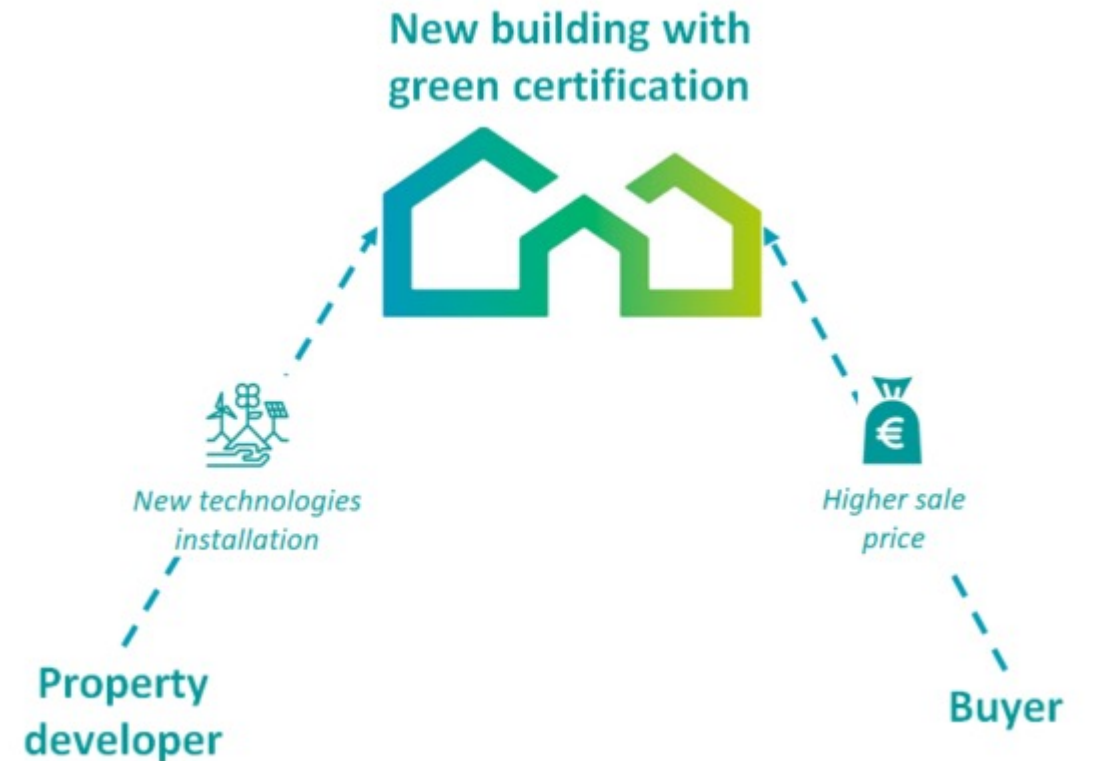 New building with
green certification
New technologies
installation
€
Higher sale
price
Property
developer
Buyer